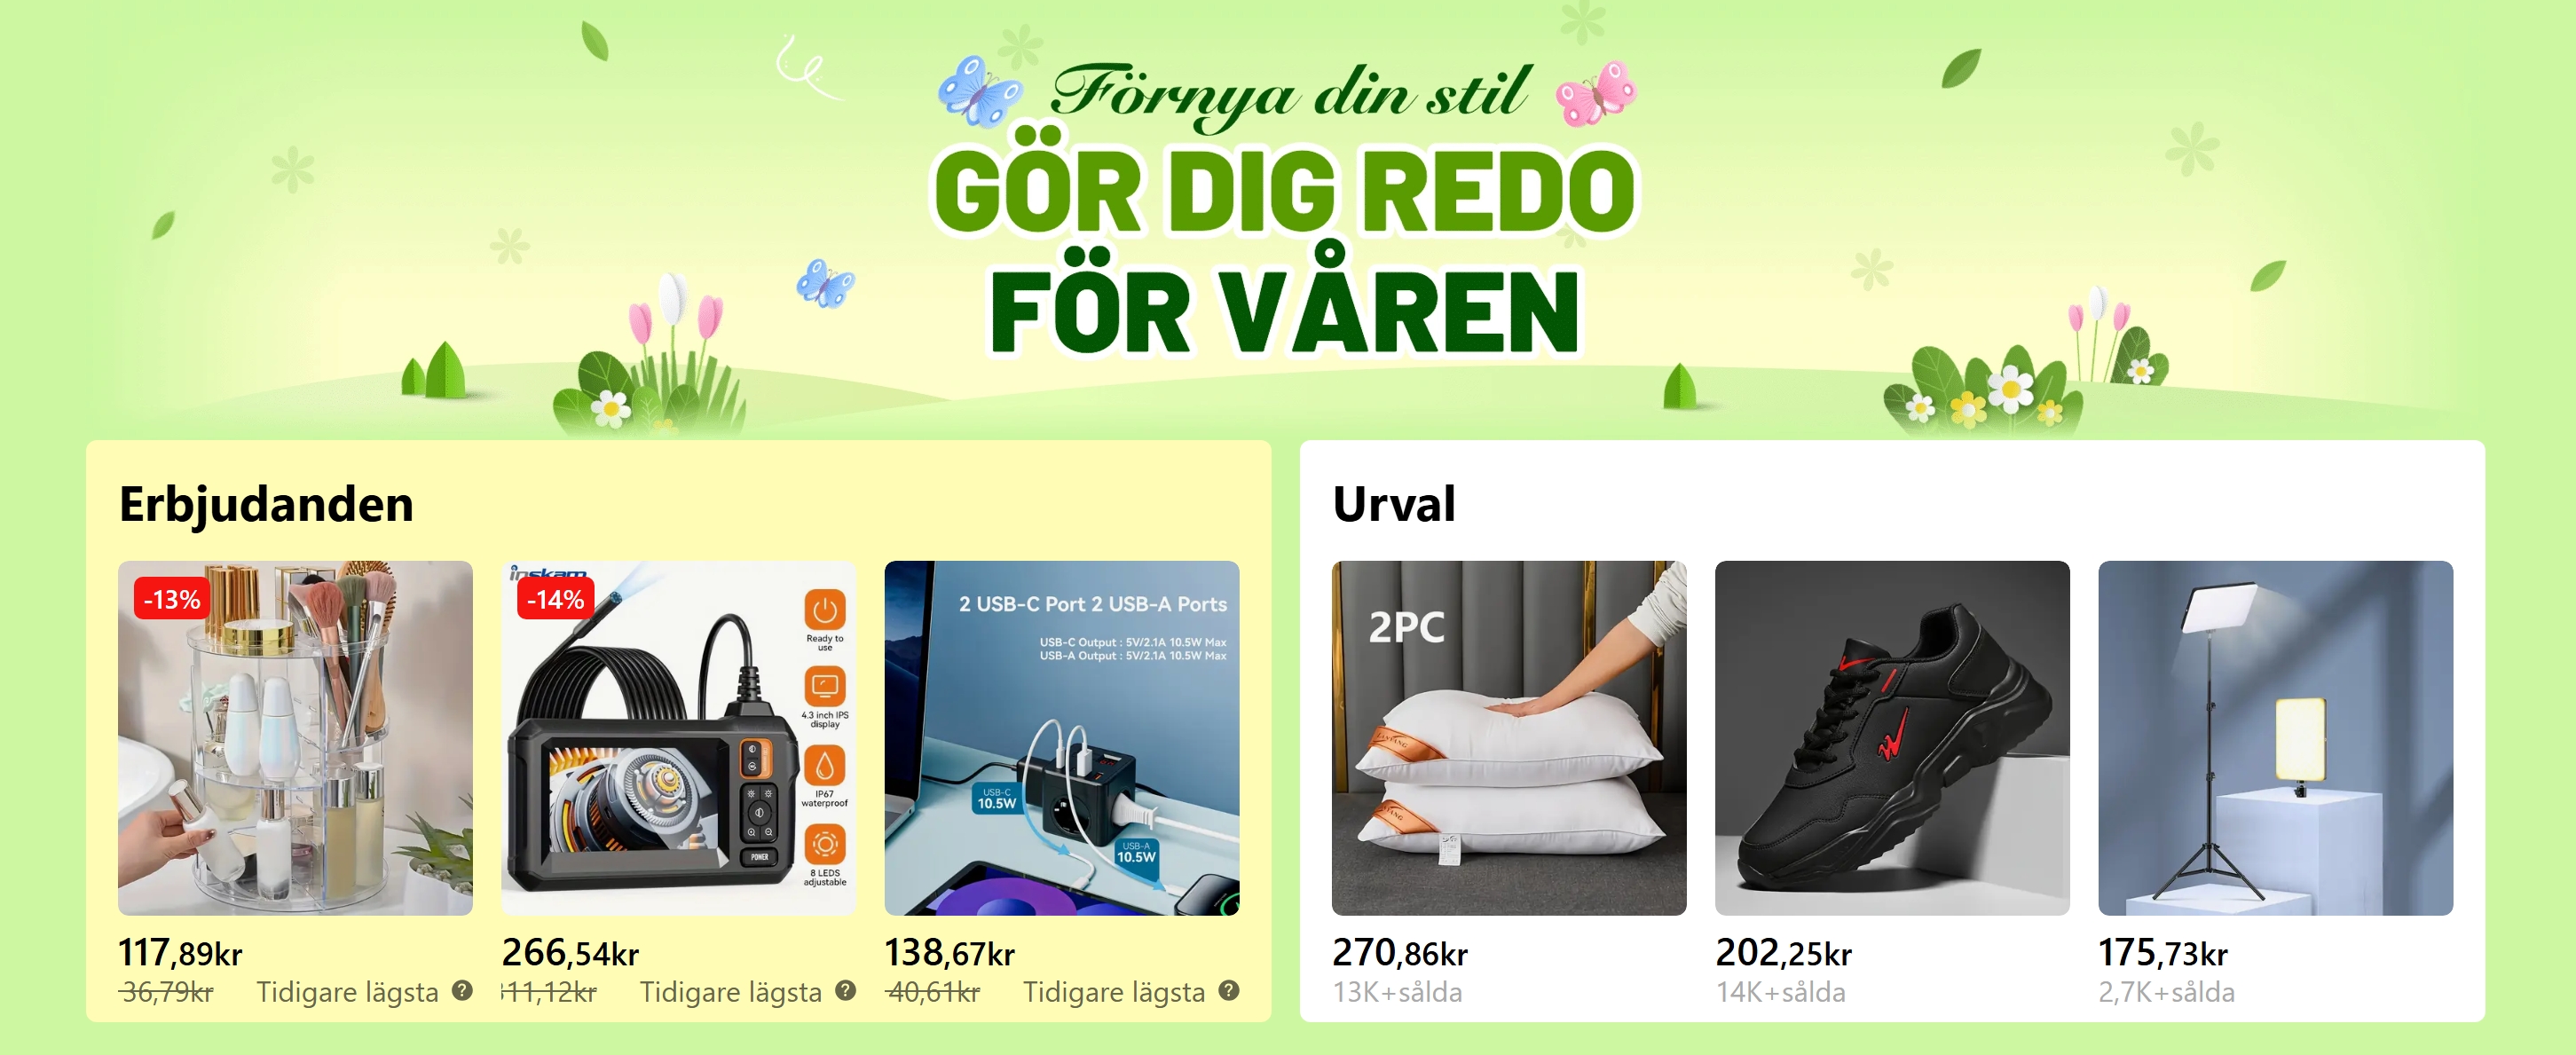 Förnya din stil
GÖR DIG REDO
FÖR VÅREN
Erbjudanden
-13%
117,89kr
36,79kr Tidigare lägsta ?
inskam
-14%
Ready to
use
4.3 inch IPS
display
IP67
waterproof
8 LEDS
adjustable
POWER
266,54kr
11,12kr Tidigare lägsta ?
2 USB-C Port 2 USB-A Ports
USB-C Output : 5V/2.1A 10.5W Max
USB-A Output : 5V/2.1A 10.5W Max
USB-C
10.5W
USB-A
10.5W
138,67kr
40,61kr Tidigare lägsta ?
Urval
2PC
270,86kr
13K+sålda
202,25kr
14K+sålda
175,73kr
2,7K+sålda